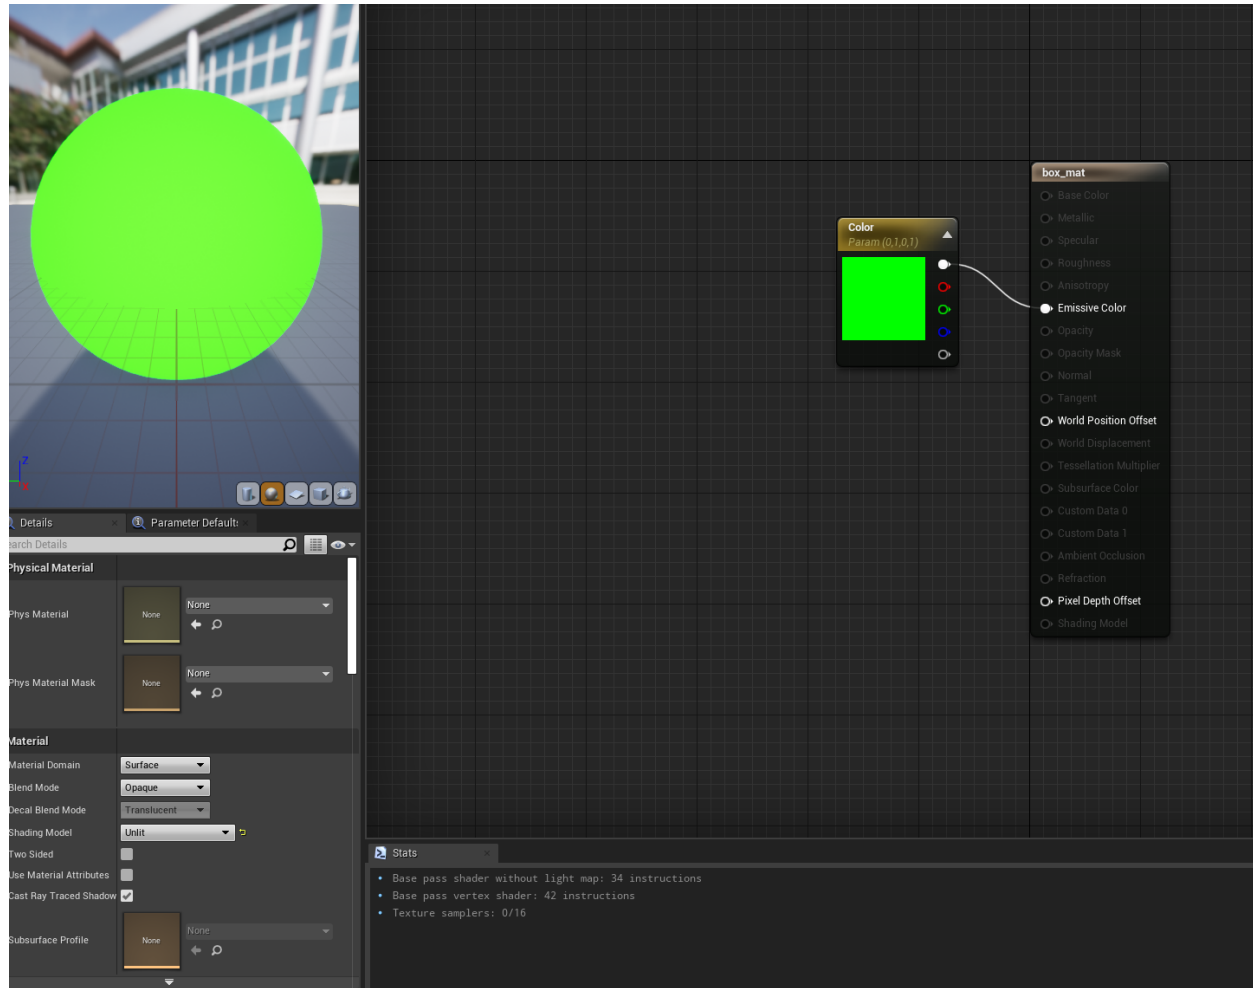 Z
Details
Parameter Defaults
Search Details
Physical Material
Phys Material
None
None
Phys Material Mask
None
None
Material
Material Domain
Surface
Blend Mode
Opaque
Decal Blend Mode
Translucent
Shading Model
Unlit
Two Sided
Use Material Attributes
Cast Ray Traced Shadow
Subsurface Profile
None
None
Color
Param (0,1,0,1)
box_mat
Base Color
Metallic
Specular
Roughness
Anisotropy
Emissive Color
Opacity
Opacity Mask
Normal
Tangent
World Position Offset
World Displacement
Tessellation Multiplier
Subsurface Color
Custom Data 0
Custom Data 1
Ambient Occlusion
Refraction
Pixel Depth Offset
Shading Model
Stats
Base pass shader without light map: 34 instructions
Base pass vertex shader: 42 instructions
Texture samplers: 0/16